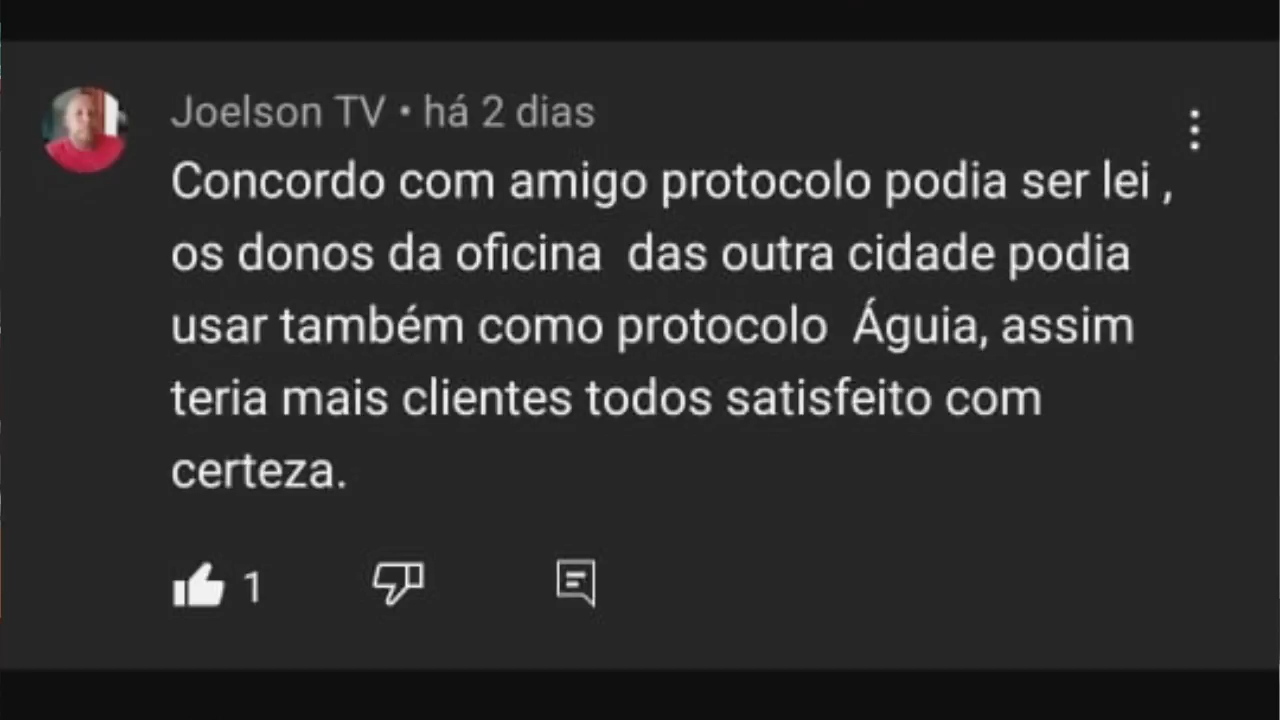 Joelson TV • há 2 dias
Concordo com amigo protocolo podia ser lei ,
os donos da oficina  das outra cidade podia
usar também como protocolo  Águia, assim
teria mais clientes todos satisfeito com
certeza.
1